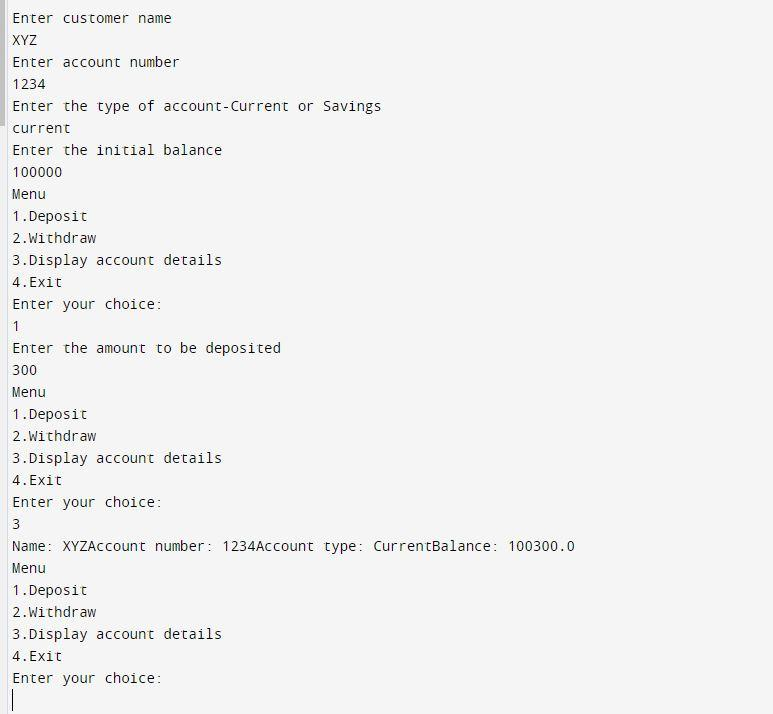 Enter customer name
XYZ
Enter account number
1234
Enter the type of account-Current or Savings
current
Enter the initial balance
100000
Menu
1.Deposit
2.Withdraw
3.Display account details
4.Exit
Enter your choice:
1
Enter the amount to be deposited
300
Menu
1.Deposit
2.Withdraw
3.Display account details
4.Exit
Enter your choice:
3
Name: XYZAccount number: 1234Account type: CurrentBalance: 100300.0
Menu
1.Deposit
2.Withdraw
3.Display account details
4.Exit
Enter your choice: